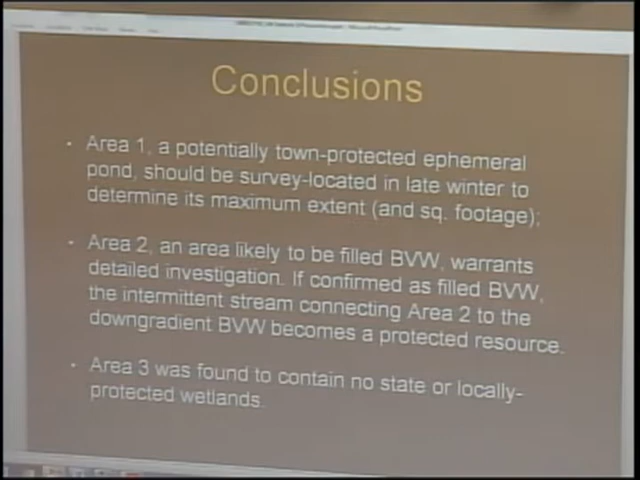 Conclusions
• Area 1, a potentially town-protected ephemeral
pond, should be survey-located in late winter to
determine its maximum extent (and sq. footage);
• Area 2, an area likely to be filled BVW, warrants
detailed investigation. If confirmed as filled BVW,
the intermittent stream connecting Area 2 to the
downgradient BVW becomes a protected resource.
• Area 3 was found to contain no state or locally-
protected wetlands.